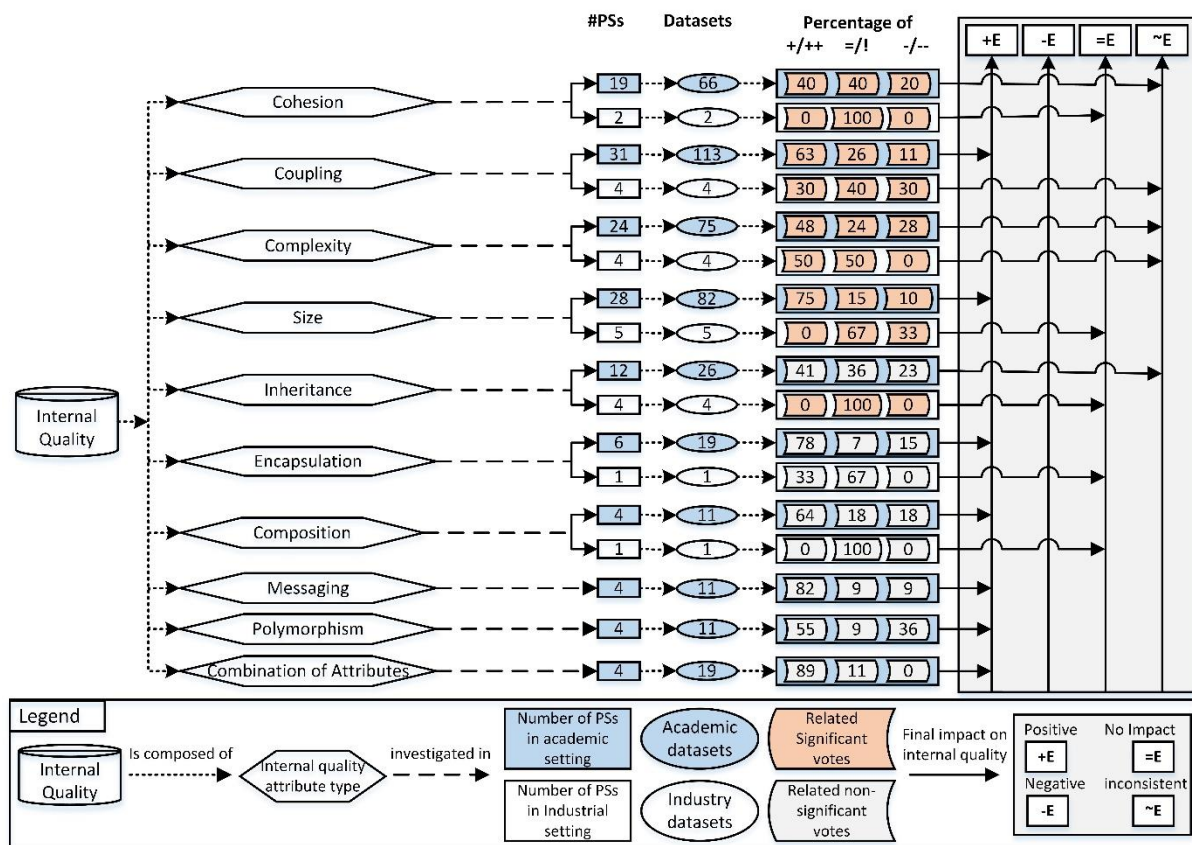 #PSs Datasets Percentage of
+/++ =/! -/--
+E -E =E ~E
Cohesion
19 66 40 40 20
2 2 0 100 0
Coupling
31 113 63 26 11
4 4 30 40 30
Complexity
24 75 48 24 28
4 4 50 50 0
Size
28 82 75 15 10
5 5 0 67 33
Inheritance
12 26 41 36 23
4 4 0 100 0
Internal
Quality
Encapsulation
6 19 78 7 15
1 1 33 67 0
Composition
4 11 64 18 18
1 1 0 100 0
Messaging 4 11 82 9 9
Polymorphism 4 11 55 9 36
Combination of Attributes 4 19 89 11 0
Legend
Internal
Quality
Is composed of
Internal quality
attribute type
investigated in
Number of PSs
in academic
setting
Academic
datasets
Related
Significant
votes
Number of PSs
in Industrial
setting
Industry
datasets
Related non-
significant
votes
Final impact on
internal quality
Positive No Impact
+E =E
Negative inconsistent
-E ~E